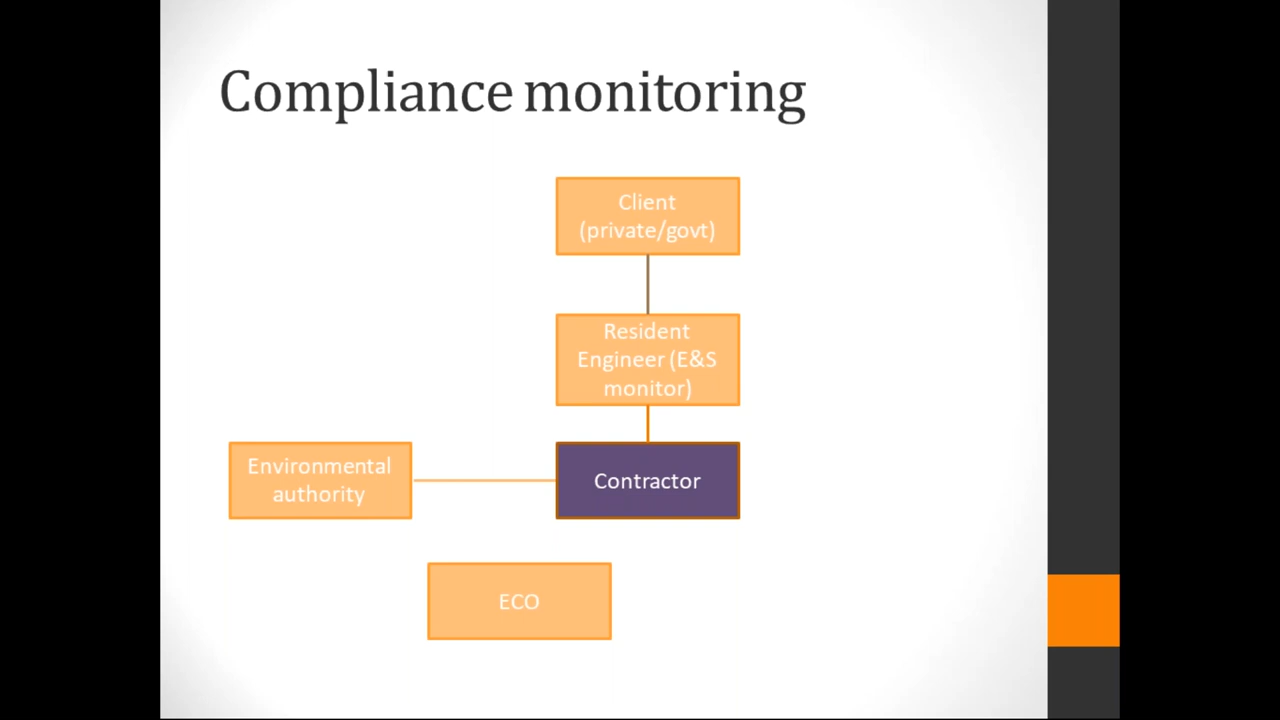 Compliance monitoring
Client
(private/govt)
Resident
Engineer (E&S
monitor)
Environmental
authority
Contractor
ECO